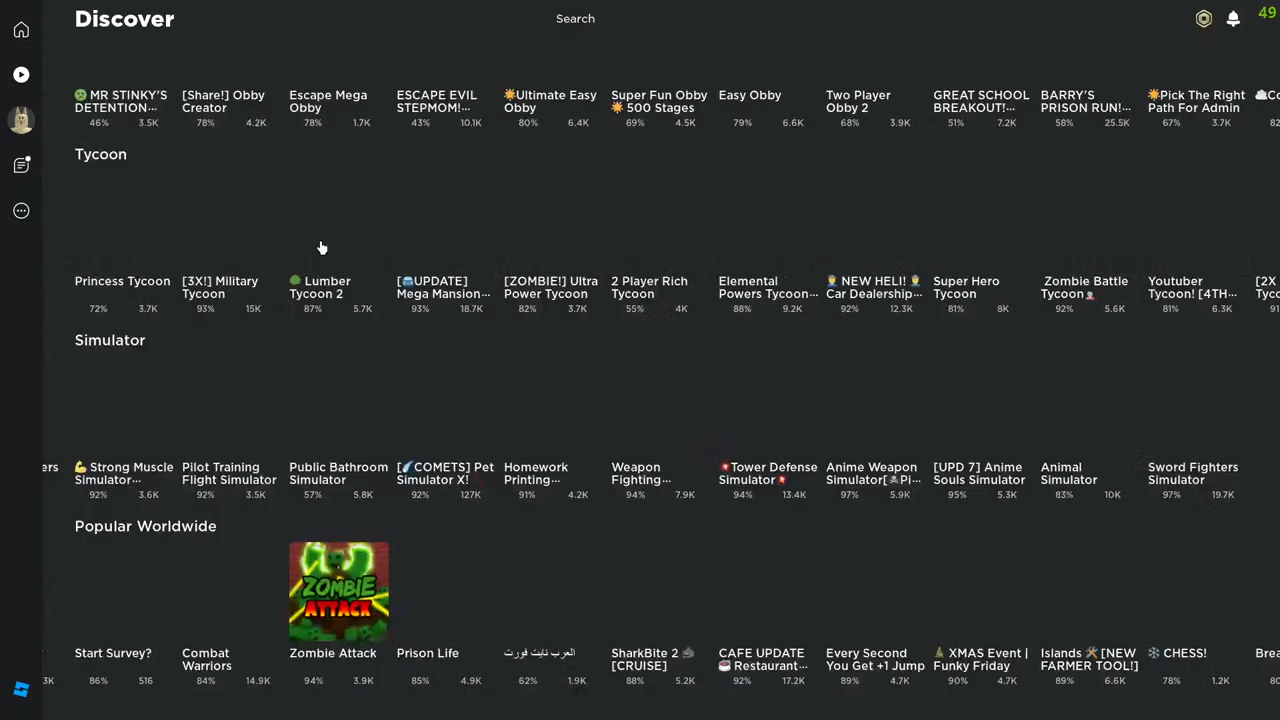 Discover
Search
49
🤢 MR STINKY'S DETENTION...
[Share!] Obby Creator
Escape Mega Obby
ESCAPE EVIL STEPMOM!...
☀️Ultimate Easy Obby
Super Fun Obby ☀️ 500 Stages
Easy Obby
Two Player Obby 2
GREAT SCHOOL BREAKOUT!...
BARRY'S PRISON RUN!...
☀️Pick The Right Path For Admin
46% 3.5K
78% 4.2K
78% 1.7K
43% 10.1K
80% 6.4K
69% 4.5K
79% 6.6K
68% 3.9K
51% 7.2K
58% 25.5K
67% 3.7K
82
Tycoon
Princess Tycoon
[3X!] Military Tycoon
Lumber Tycoon 2
[UPDATE] Mega Mansion...
[ZOMBIE!] Ultra Power Tycoon
2 Player Rich Tycoon
Elemental Powers Tycoon...
NEW HELI! Car Dealership...
Super Hero Tycoon
Zombie Battle Tycoon
Youtuber Tycoon! [4TH...
[2X
72% 3.7K
93% 15K
87% 5.7K
93% 18.7K
82% 3.7K
55% 4K
88% 9.2K
92% 12.3K
81% 8K
92% 5.6K
81% 6.3K
91
Simulator
ers
💪Strong Muscle Simulator...
Pilot Training Flight Simulator
Public Bathroom Simulator
[☄️COMETS] Pet Simulator X!
Homework Printing...
Weapon Fighting...
💥Tower Defense Simulator💥
Anime Weapon Simulator[☠Pi...
[UPD 7] Anime Souls Simulator
Animal Simulator
Sword Fighters Simulator
92% 3.6K
92% 3.5K
57% 5.8K
92% 127K
91% 4.2K
94% 7.9K
94% 13.4K
97% 5.9K
95% 5.3K
83% 10K
97% 19.7K
Popular Worldwide
ZOMBIE
ATTACK
Start Survey?
Combat Warriors
Zombie Attack
Prison Life
العرب نايت فورت
SharkBite 2 [CRUISE]
CAFE UPDATE ☕ Restaurant...
Every Second You Get +1 Jump
🎄 XMAS Event | Funky Friday
Islands [NEW FARMER TOOL!]
❄️ CHESS!
Brea
3K
86% 516
84% 14.9K
94% 3.9K
85% 4.9K
62% 1.9K
88% 5.2K
92% 17.2K
89% 4.7K
90% 4.7K
89% 6.6K
78% 1.2K
80